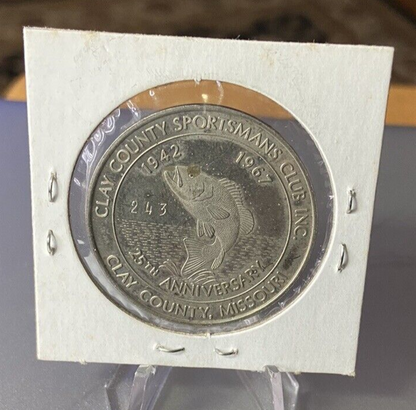 CLAY COUNTY SPORTSMANS CLUB INC.
1942 1967
243
25TH ANNIVERSARY
CLAY COUNTY, MISSOURI